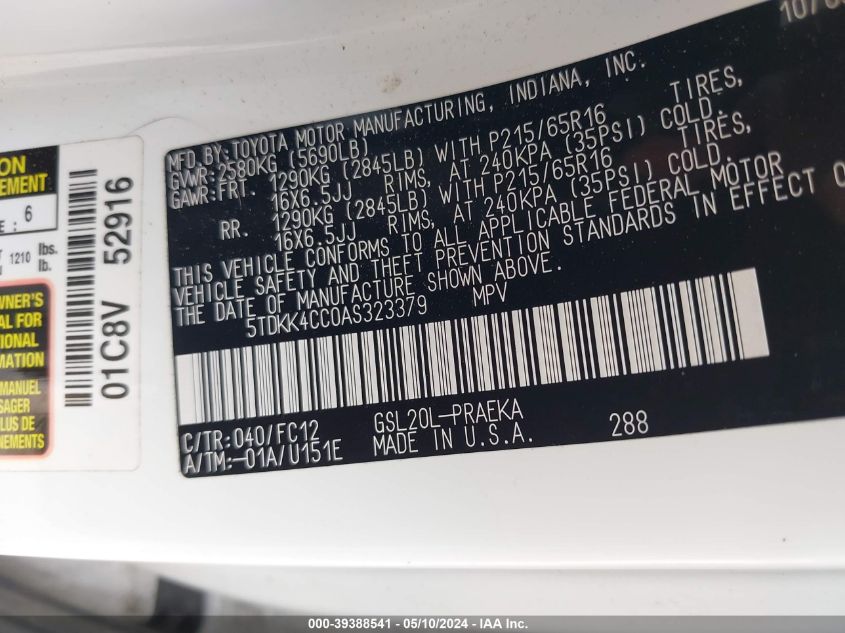 ION
EMENT
E : 6
1210 lbs.
lb.
WNER'S
AL FOR
TIONAL
MATION
MANUEL
SAGER
LUS DE
NEMENTS
01C8V 52916
10/0
MFD.BY:TOYOTA MOTOR MANUFACTURING, INDIANA, INC.
GVWR:2580KG (5690LB)
GAWR:FRT. 1290KG (2845LB) WITH P215/65R16 TIRES,
16X6.5JJ RIMS, AT 240KPA (35PSI) COLD.
RR. 1290KG (2845LB) WITH P215/65R16 TIRES,
16X6.5JJ RIMS, AT 240KPA (35PSI) COLD.
THIS VEHICLE CONFORMS TO ALL APPLICABLE FEDERAL MOTOR
VEHICLE SAFETY AND THEFT PREVENTION STANDARDS IN EFFECT O
THE DATE OF MANUFACTURE SHOWN ABOVE.
5TDKK4CC0AS323379 MPV
C/TR:040/FC12 GSL20L-PRAEKA
A/TM:-01A/U151E MADE IN U.S.A. 288
000-39388541 - 05/10/2024 - IAA Inc.